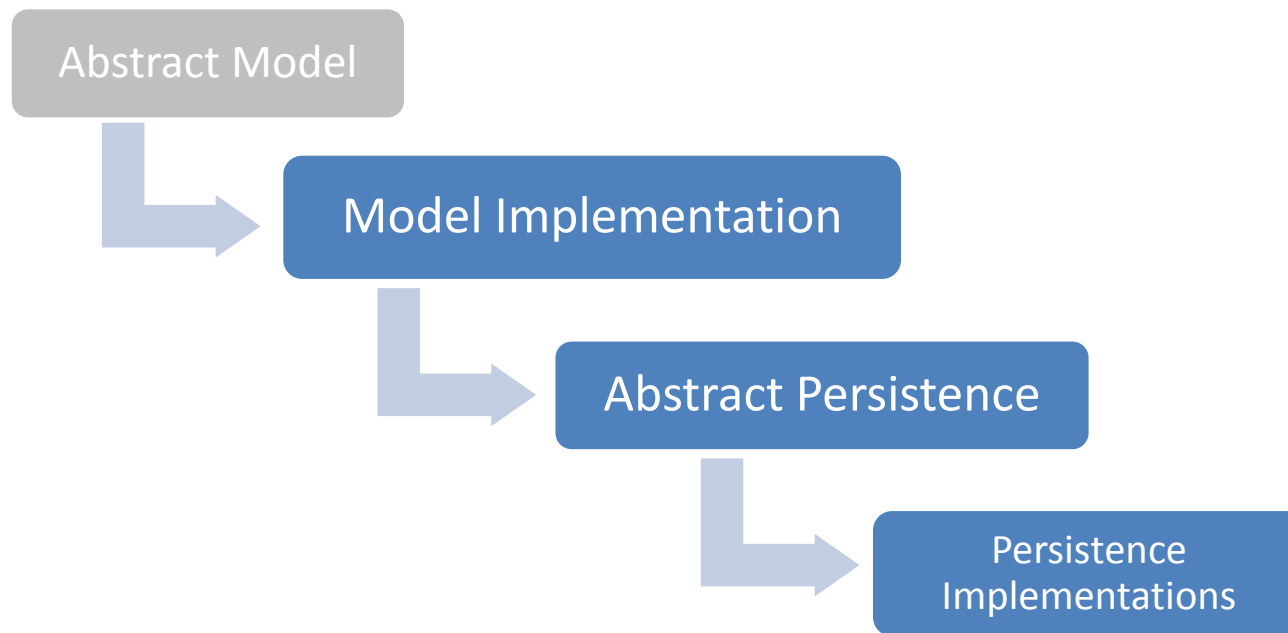 Abstract Model
Model Implementation
Abstract Persistence
Persistence
Implementations